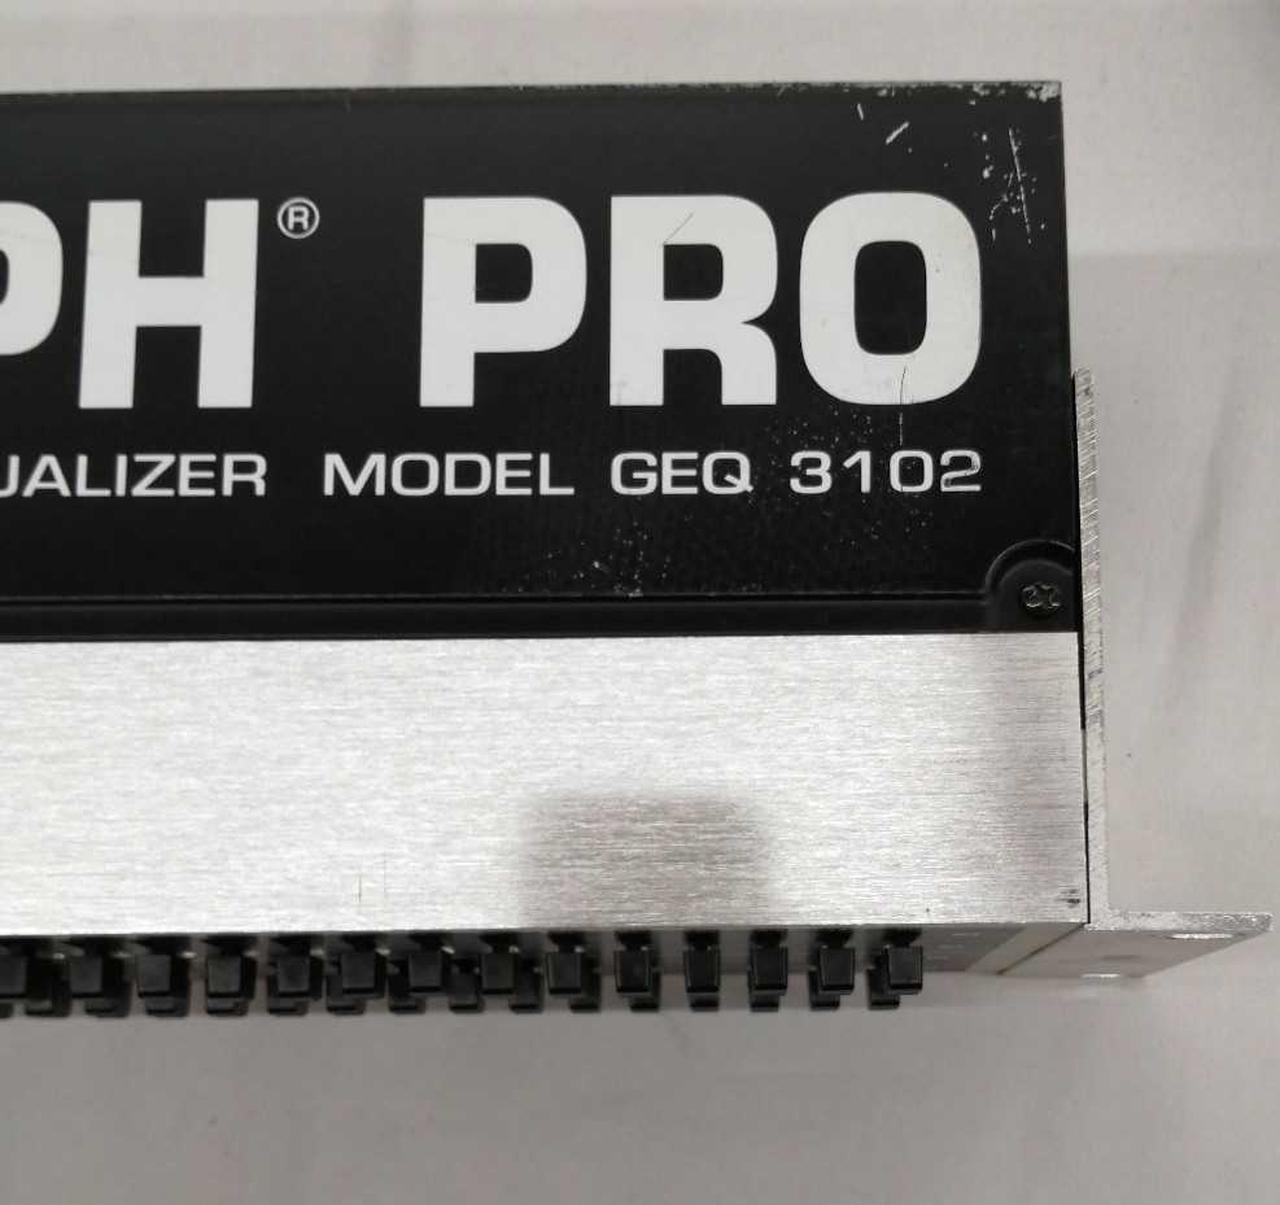 PH® PRO
UALIZER MODEL GEQ 3102